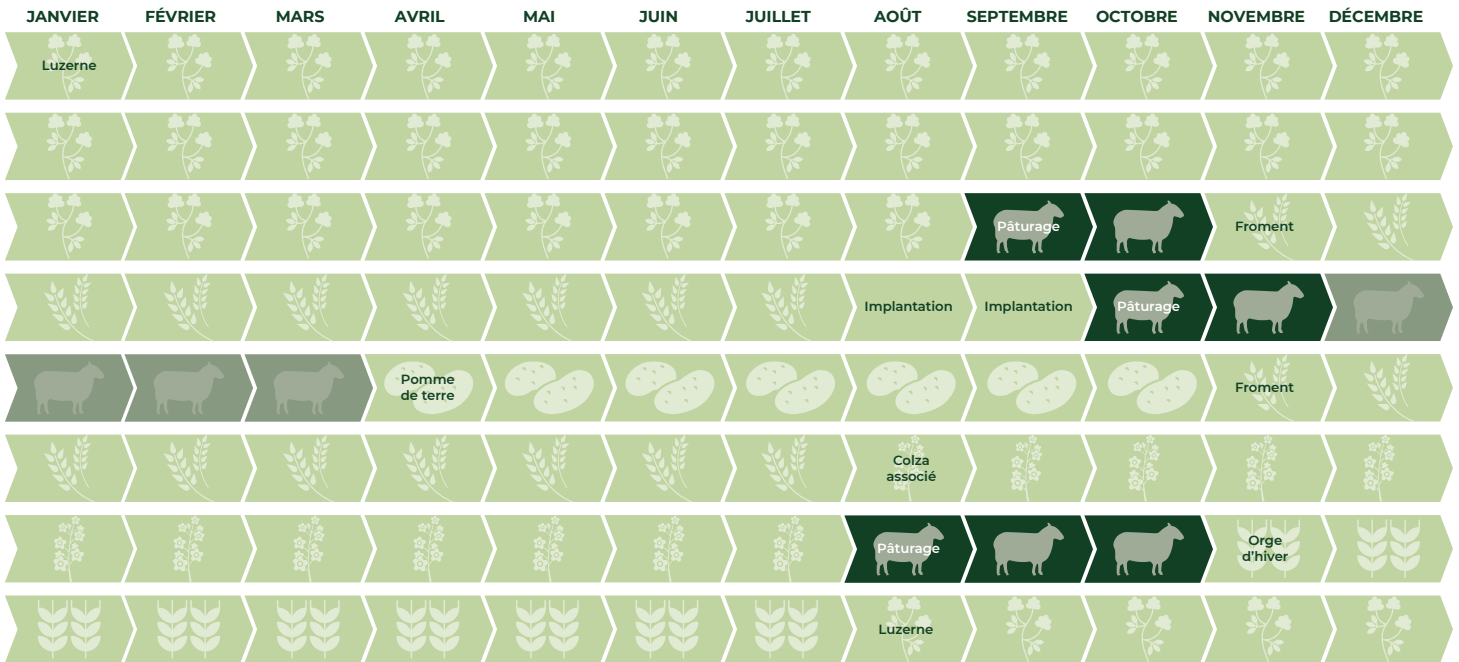 JANVIER FÉVRIER MARS AVRIL MAI JUIN JUILLET AOÛT SEPTEMBRE OCTOBRE NOVEMBRE DÉCEMBRE
Luzerne
Pâturage Froment
Implantation Implantation Pâturage
Pomme
de terre
Froment
Colza
associé
Pâturage
Orge
d'hiver
Luzerne